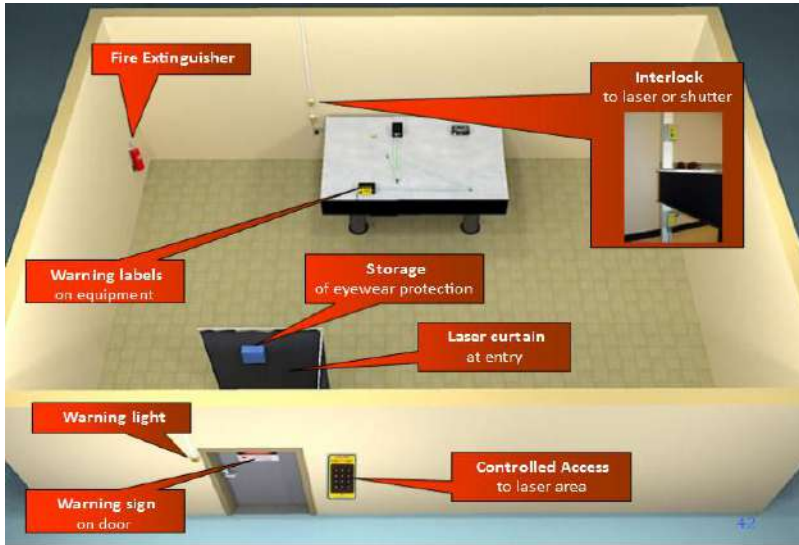 Fire Extinguisher
Interlock
to laser or shutter
Warning labels
on equipment
Storage
of eyewear protection
Laser curtain
at entry
Warning light
Warning sign
on door
Controlled Access
to laser area
42